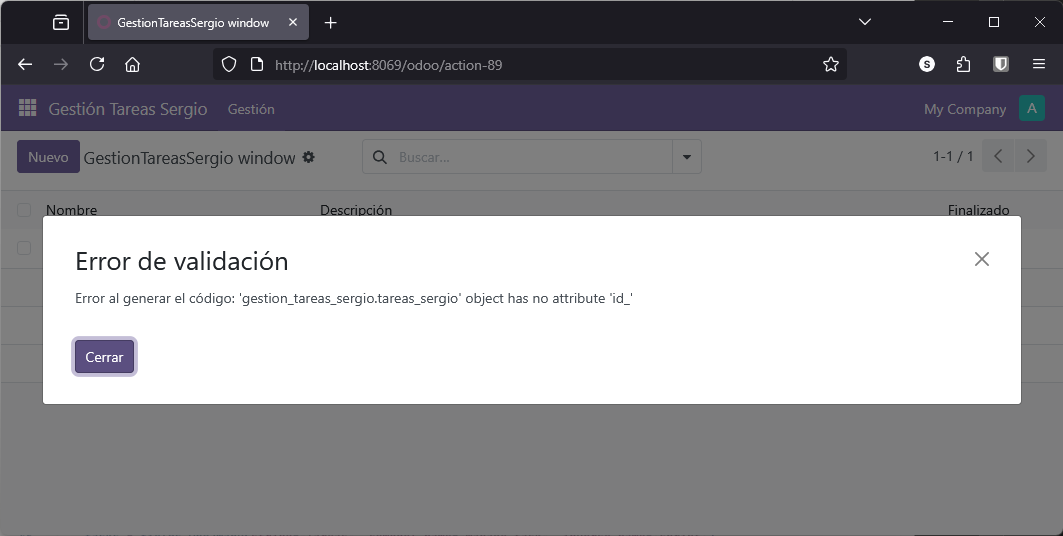 GestionTareasSergio window
http://localhost:8069/odoo/action-89
S
Gestión Tareas Sergio Gestión My Company A
Nuevo GestionTareasSergio window Buscar... 1-1 / 1
Nombre Descripción Finalizado
Error de validación
Error al generar el código: 'gestion_tareas_sergio.tareas_sergio' object has no attribute 'id_'
Cerrar